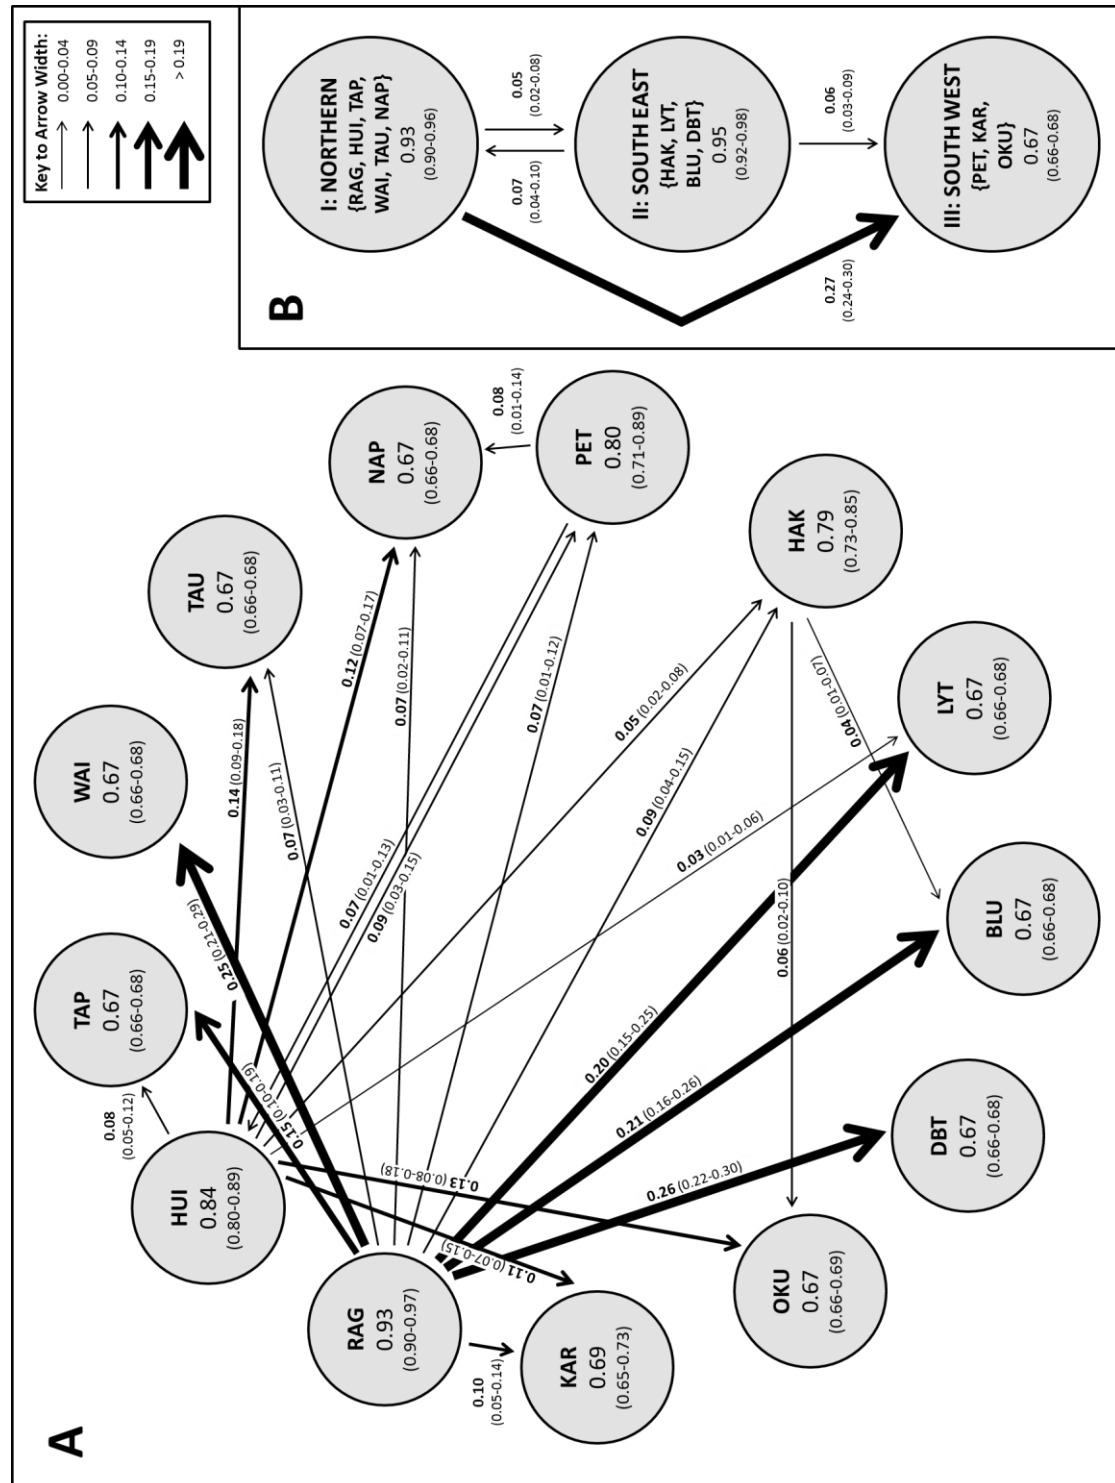 A
RAG
0.93
(0.90-0.97)
HUI
0.84
(0.80-0.89)
TAP
0.67
(0.66-0.68)
WAI
0.67
(0.66-0.68)
TAU
0.67
(0.66-0.68)
NAP
0.67
(0.66-0.68)
PET
0.80
(0.71-0.89)
HAK
0.79
(0.73-0.85)
LYT
0.67
(0.66-0.68)
BLU
0.67
(0.66-0.68)
DBT
0.67
(0.66-0.68)
OKU
0.67
(0.66-0.69)
KAR
0.69
(0.65-0.73)
0.08
(0.05-0.12)
0.15 (0.10-0.19)
0.25 (0.21-0.29)
0.14 (0.09-0.18)
0.07 (0.03-0.11)
0.12 (0.07-0.17)
0.07 (0.02-0.11)
0.08
(0.01-0.14)
0.07 (0.01-0.13)
0.09 (0.03-0.15)
0.07 (0.01-0.12)
0.05 (0.02-0.08)
0.09 (0.04-0.15)
0.03 (0.01-0.06)
0.04 (0.01-0.07)
0.06 (0.02-0.10)
0.20 (0.15-0.25)
0.21 (0.16-0.26)
0.26 (0.22-0.30)
0.13 (0.08-0.18)
0.11 (0.07-0.15)
0.10
(0.05-0.14)
Key to Arrow Width:
0.00-0.04
0.05-0.09
0.10-0.14
0.15-0.19
> 0.19
B
I: NORTHERN
{RAG, HUI, TAP,
WAI, TAU, NAP}
0.93
(0.90-0.96)
0.05
(0.02-0.08)
0.07
(0.04-0.10)
II: SOUTH EAST
{HAK, LYT,
BLU, DBT}
0.95
(0.92-0.98)
0.06
(0.03-0.09)
0.27
(0.24-0.30)
III: SOUTH WEST
{PET, KAR,
OKU}
0.67
(0.66-0.68)